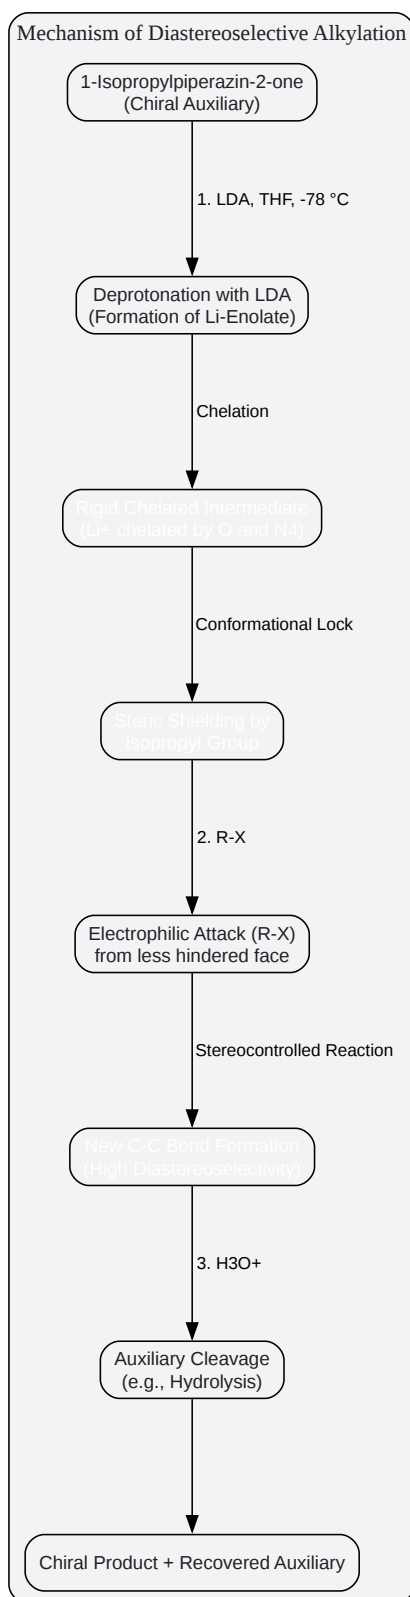 Mechanism of Diastereoselective Alkylation
1-Isopropylpiperazin-2-one
(Chiral Auxiliary)
1. LDA, THF, -78 °C
Deprotonation with LDA
(Formation of Li-Enolate)
Chelation
Rigid Chelated Intermediate
(Li+ chelated by O and N4)
Conformational Lock
Steric Shielding by
Isopropyl Group
2. R-X
Electrophilic Attack (R-X)
from less hindered face
Stereocontrolled Reaction
New C-C Bond Formation
(High Diastereoselectivity)
3. H3O+
Auxiliary Cleavage
(e.g., Hydrolysis)
Chiral Product + Recovered Auxiliary